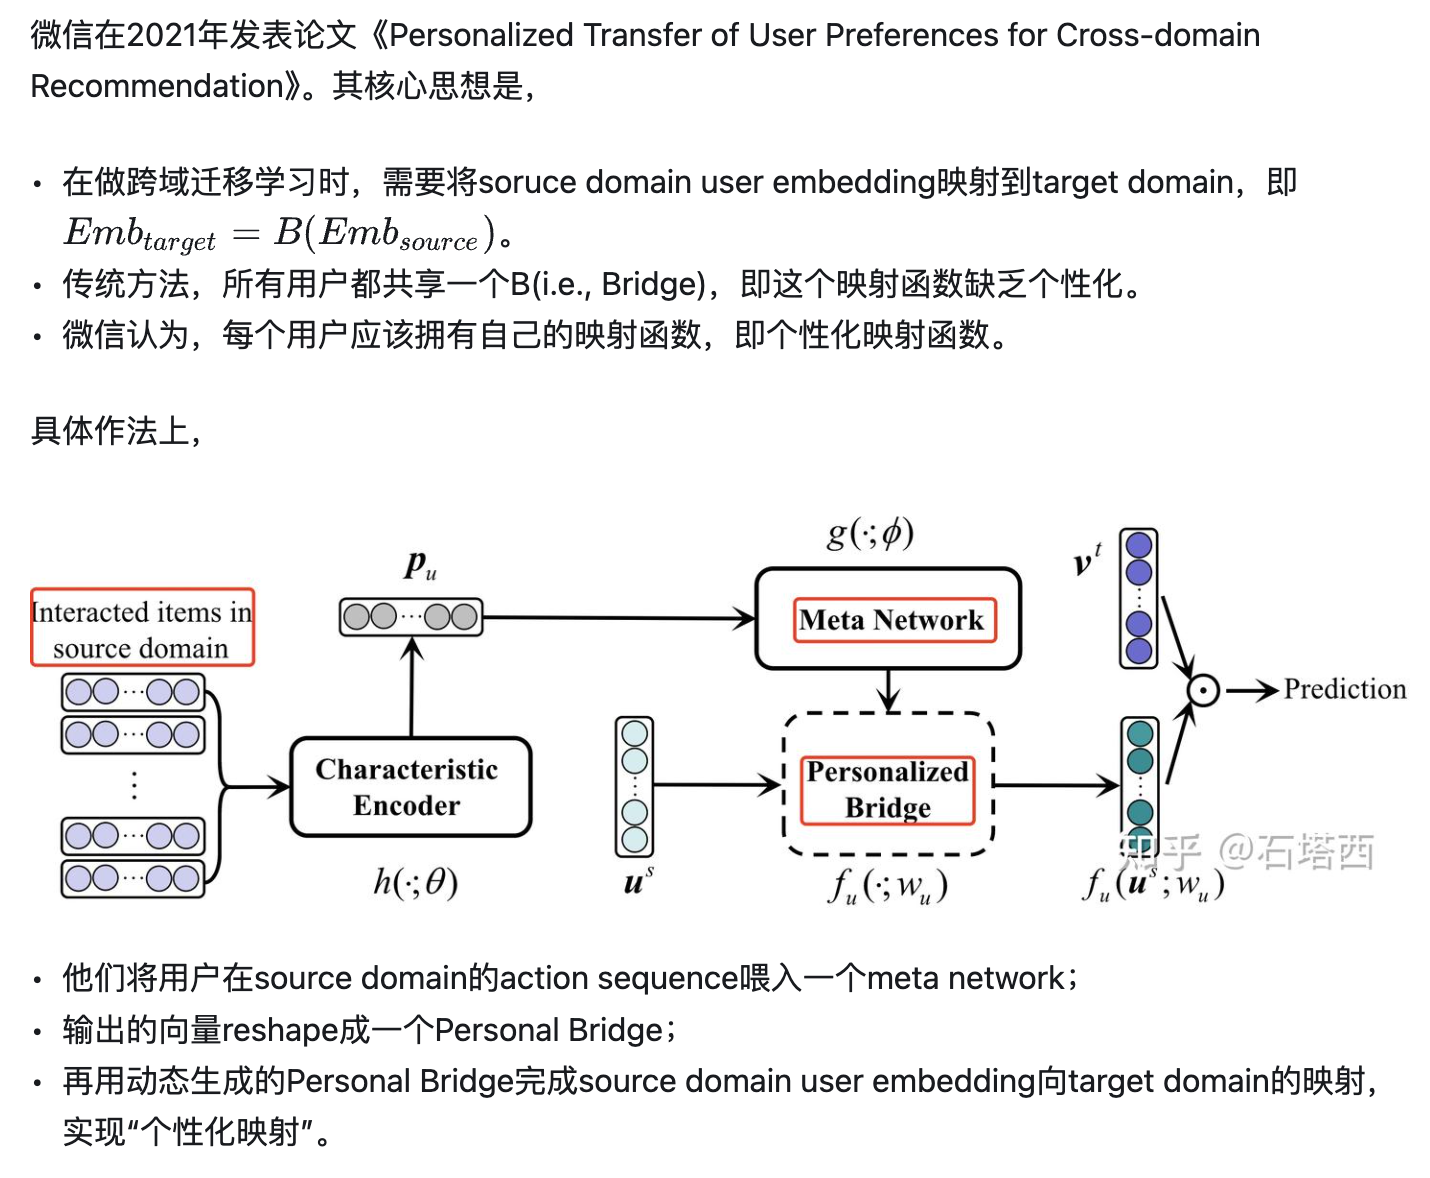 微信在2021年发表论文《Personalized Transfer of User Preferences for Cross-domain
Recommendation》。其核心思想是，
• 在做跨域迁移学习时，需要将soruce domain user embedding映射到target domain，即
Emb_target = B(Emb_source)。
• 传统方法，所有用户都共享一个B(i.e., Bridge)，即这个映射函数缺乏个性化。
• 微信认为，每个用户应该拥有自己的映射函数，即个性化映射函数。
具体作法上，
g(·;ϕ)
v^t
p_u
Interacted items in
source domain
Meta Network
Prediction
Characteristic
Encoder
Personalized
Bridge
知乎 @石塔西
h(·;θ)
u^s
f_u(·;w_u)
f_u(u^s;w_u)
• 他们将用户在source domain的action sequence喂入一个meta network；
• 输出的向量reshape成一个Personal Bridge；
• 再用动态生成的Personal Bridge完成source domain user embedding向target domain的映射，
实现“个性化映射”。